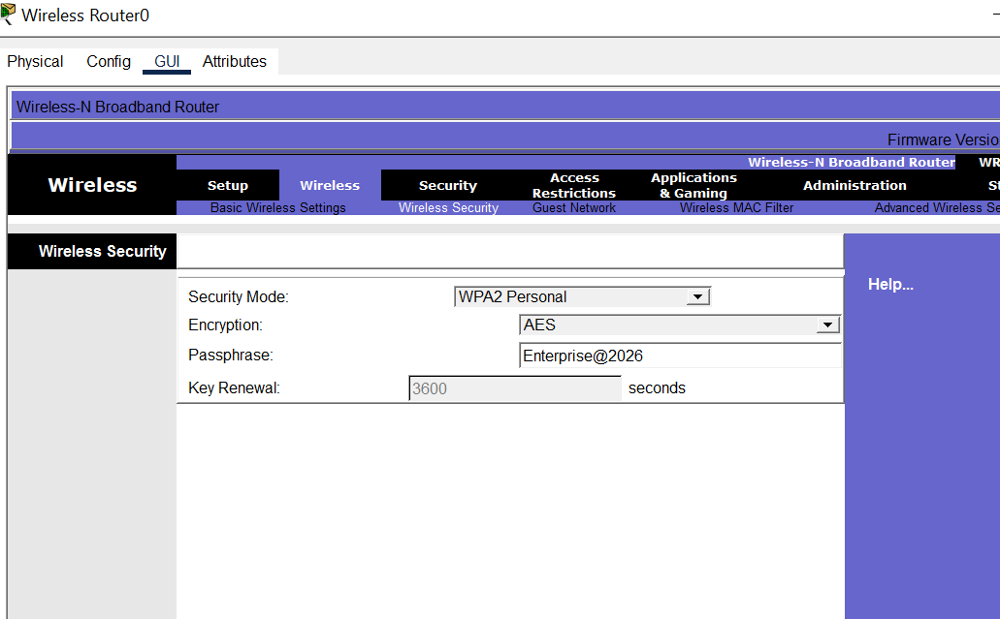 Wireless Router0
Physical Config GUI Attributes
Wireless-N Broadband Router
Firmware Versio
Wireless-N Broadband Router WR
Wireless Setup Wireless Security Access Restrictions Applications & Gaming Administration St
Basic Wireless Settings Wireless Security Guest Network Wireless MAC Filter Advanced Wireless Se
Wireless Security
Help...
Security Mode: WPA2 Personal
Encryption: AES
Passphrase: Enterprise@2026
Key Renewal: 3600 seconds